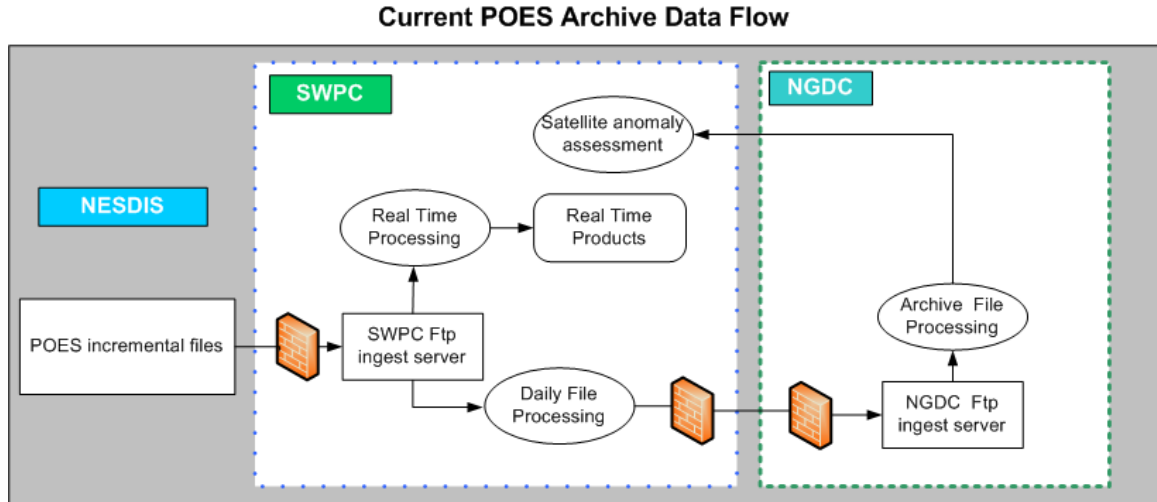 Current POES Archive Data Flow
SWPC
NGDC
Satellite anomaly
assessment
NESDIS
Real Time
Processing
Real Time
Products
POES incremental files
SWPC Ftp
ingest server
Archive File
Processing
Daily File
Processing
NGDC Ftp
ingest server